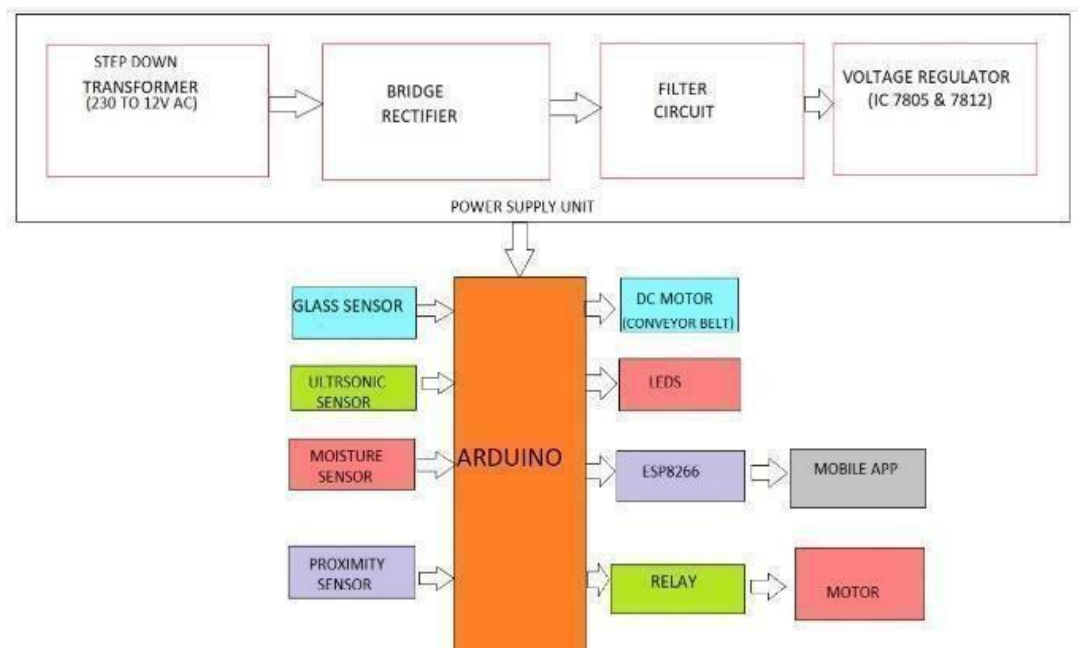 STEP DOWN
TRANSFORMER
(230 TO 12V AC)
BRIDGE
RECTIFIER
FILTER
CIRCUIT
VOLTAGE REGULATOR
(IC 7805 & 7812)
POWER SUPPLY UNIT
GLASS SENSOR
ULTRSONIC
SENSOR
MOISTURE
SENSOR
PROXIMITY
SENSOR
ARDUINO
DC MOTOR
(CONVEYOR BELT)
LEDS
ESP8266
MOBILE APP
RELAY
MOTOR